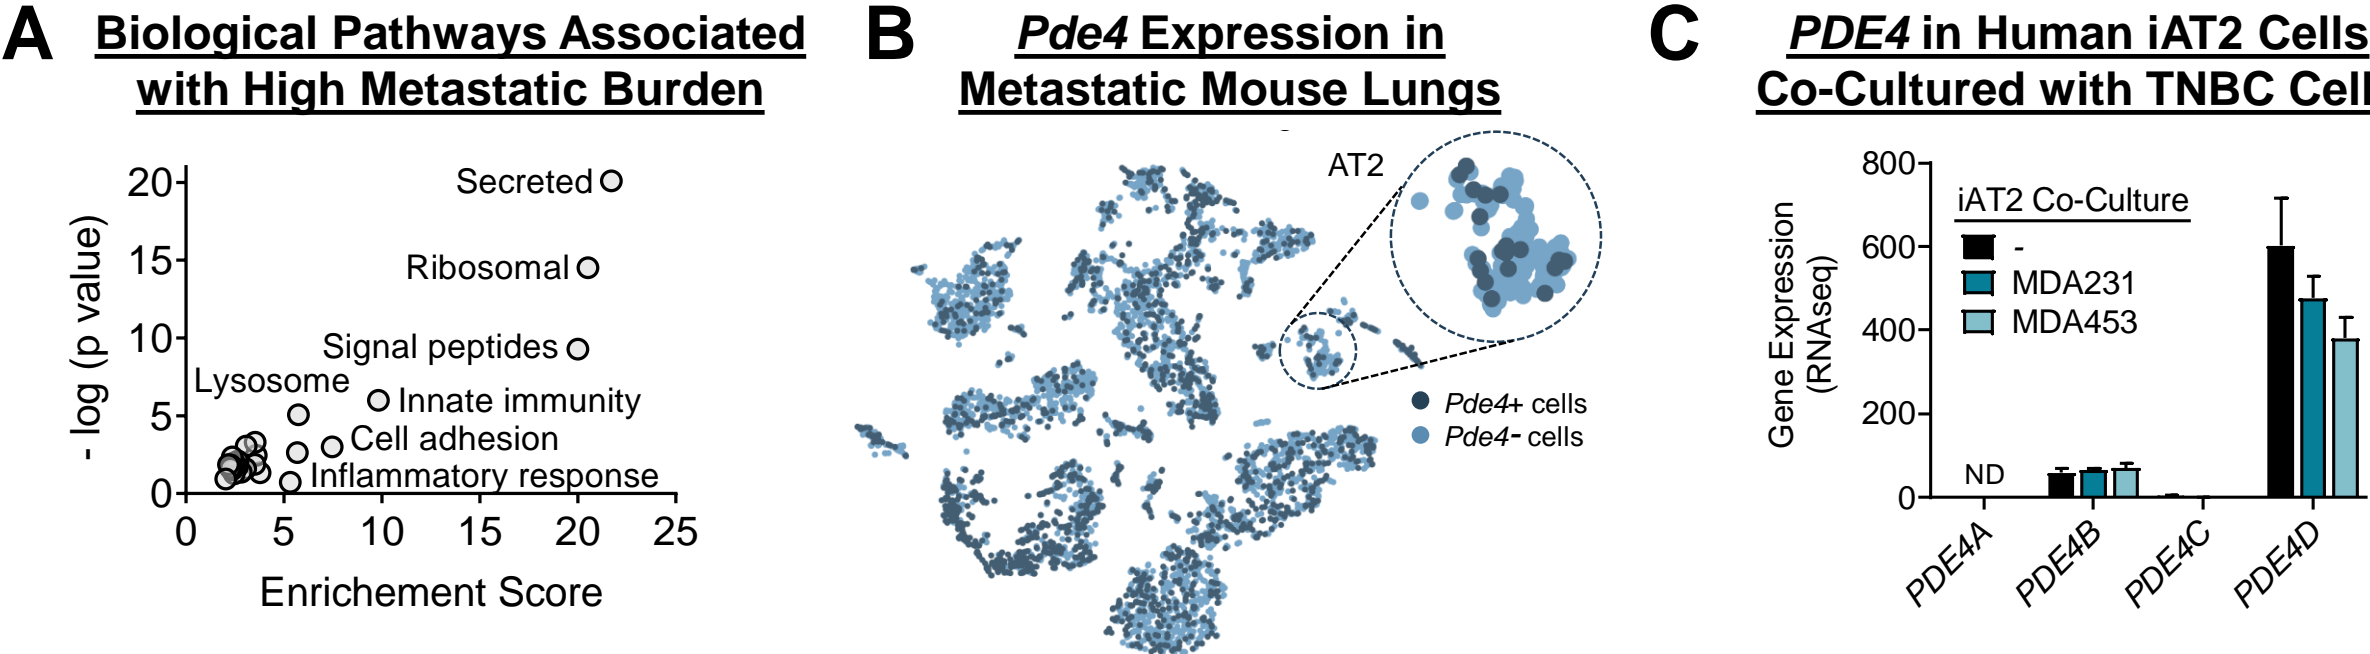 A
Biological Pathways Associated
with High Metastatic Burden
- log (p value)
20
15
10
5
0
Secreted
Ribosomal
Signal peptides
Lysosome
Innate immunity
Cell adhesion
Inflammatory response
0 5 10 15 20 25
Enrichement Score
B
Pde4 Expression in
Metastatic Mouse Lungs
AT2
Pde4+ cells
Pde4- cells
C
PDE4 in Human iAT2 Cells
Co-Cultured with TNBC Cell
Gene Expression
(RNAseq)
800
600
400
200
0
iAT2 Co-Culture
-
MDA231
MDA453
ND
PDE4A
PDE4B
PDE4C
PDE4D